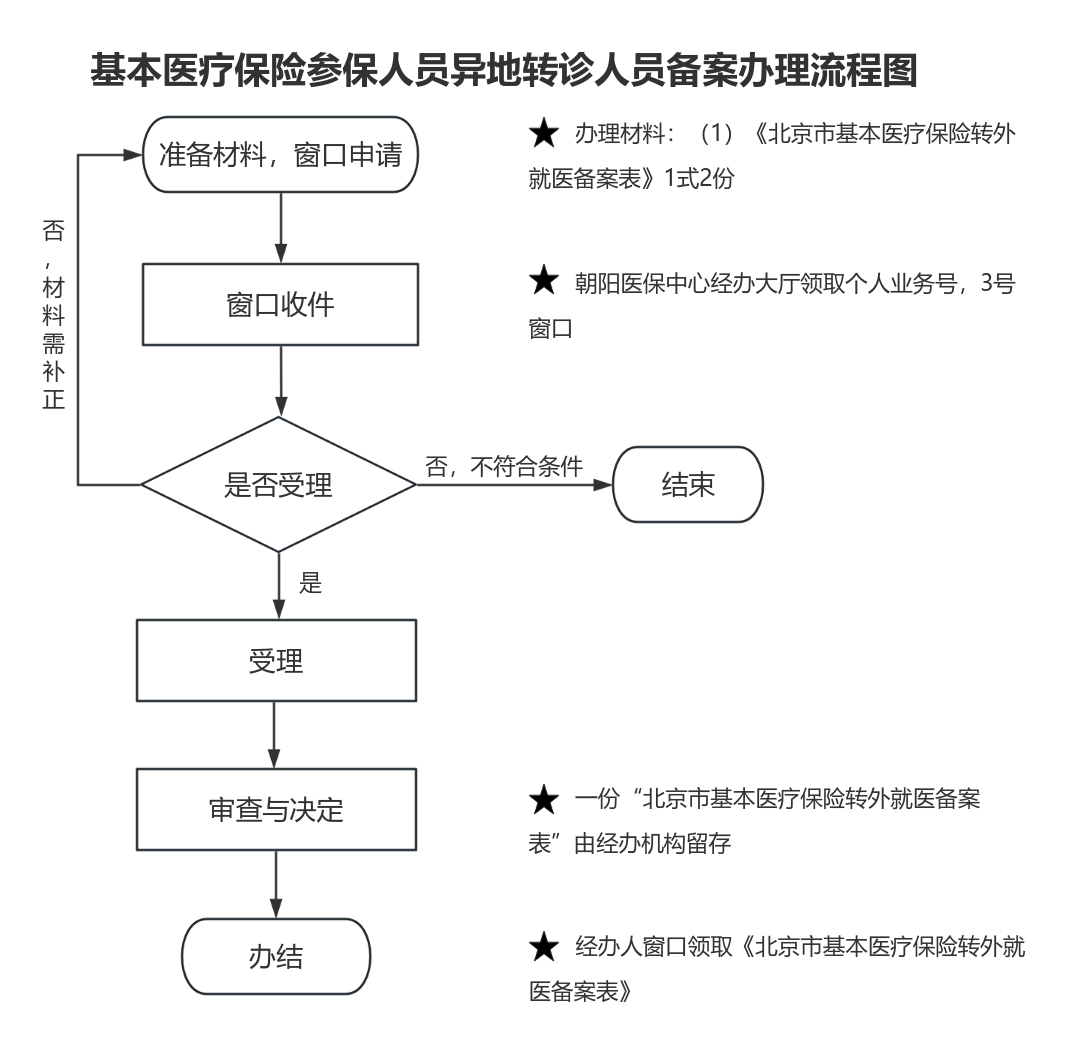 基本医疗保险参保人员异地转诊人员备案办理流程图
准备材料，窗口申请
★ 办理材料：（1）《北京市基本医疗保险转外
就医备案表》1式2份
否，材料需补正
窗口收件
★ 朝阳医保中心经办大厅领取个人业务号，3号
窗口
是否受理
否，不符合条件
结束
是
受理
审查与决定
★ 一份“北京市基本医疗保险转外就医备案
表”由经办机构留存
办结
★ 经办人窗口领取《北京市基本医疗保险转外就
医备案表》